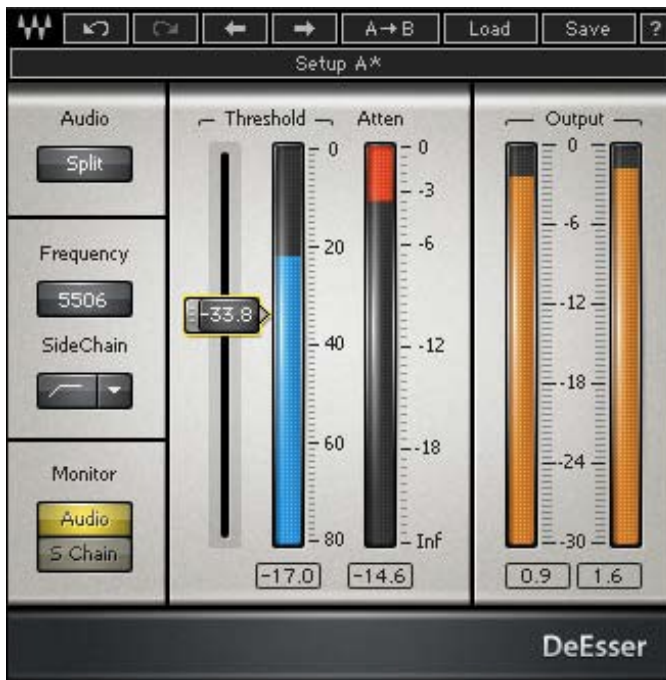 A→B Load Save ?
Setup A*
Audio
Split
Frequency
5506
SideChain
Monitor
Audio
S Chain
Threshold Atten
-33.8
0
20
40
60
80
0
-3
-6
-12
-18
Inf
-17.0 -14.6
Output
0
-6
-12
-18
-24
-30
0.9 1.6
DeEsser